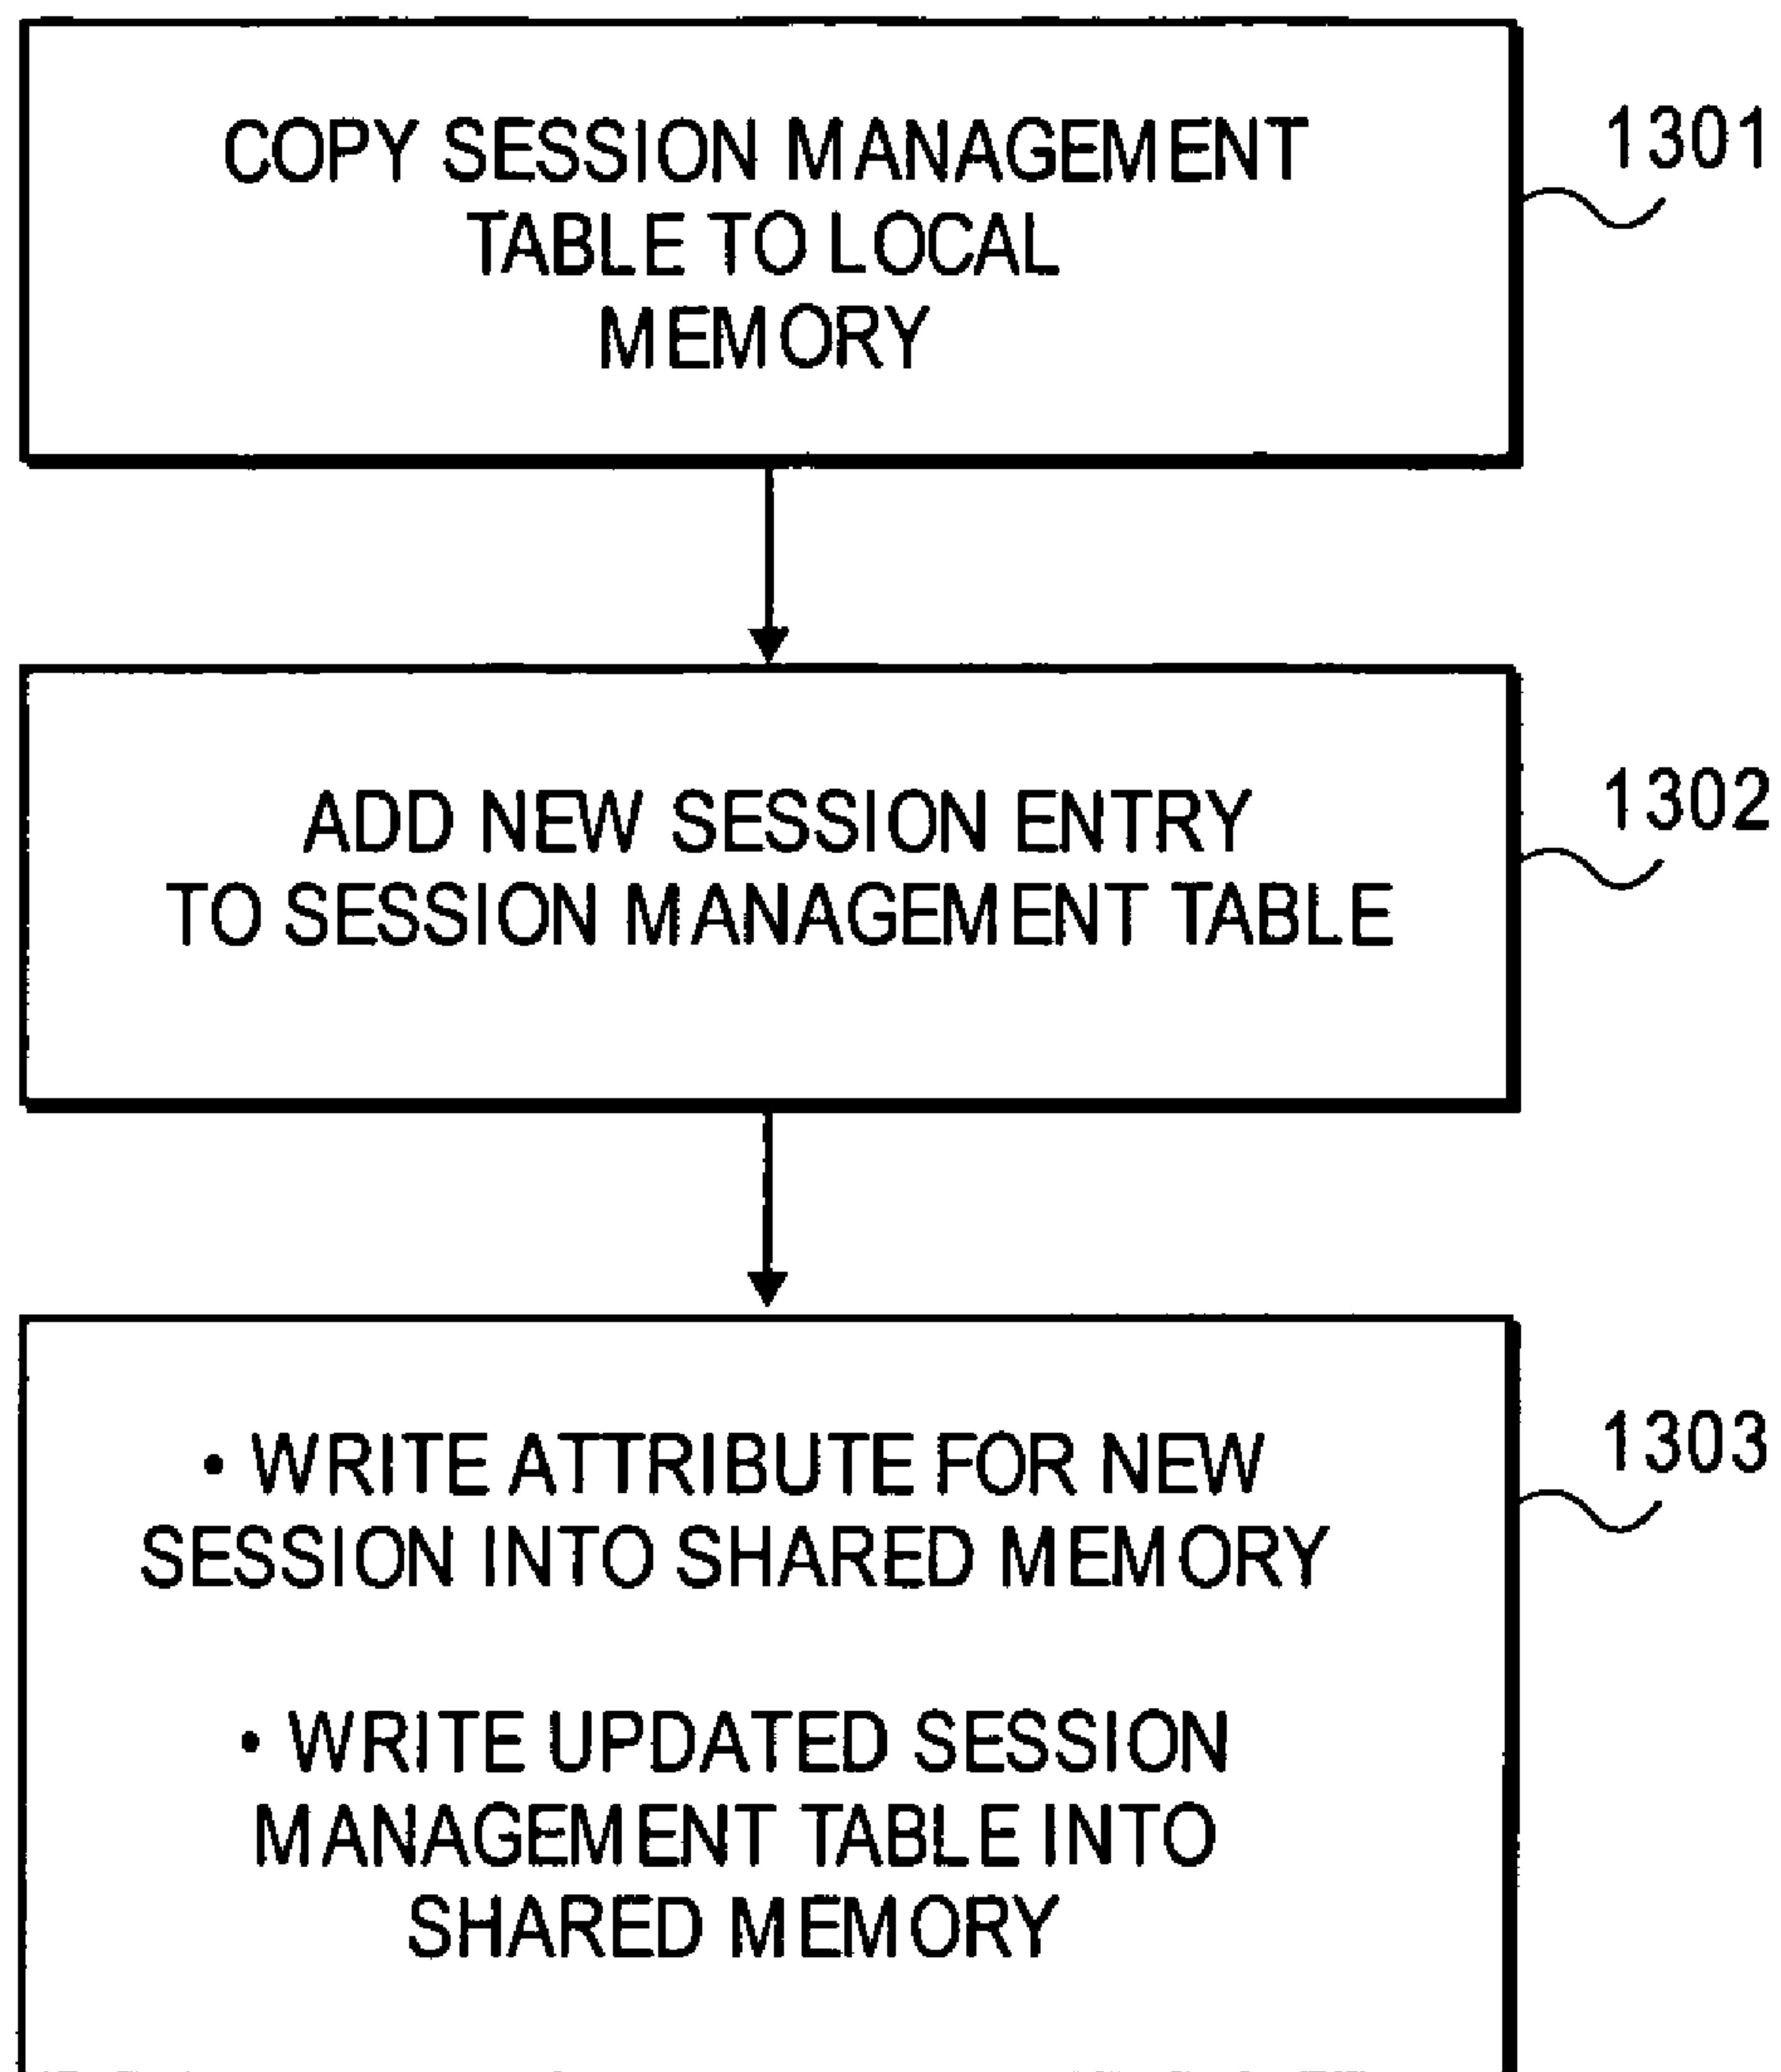 COPY SESSION MANAGEMENT
TABLE TO LOCAL
MEMORY
1301
ADD NEW SESSION ENTRY
TO SESSION MANAGEMENT TABLE
1302
• WRITE ATTRIBUTE FOR NEW
SESSION INTO SHARED MEMORY
• WRITE UPDATED SESSION
MANAGEMENT TABLE INTO
SHARED MEMORY
1303